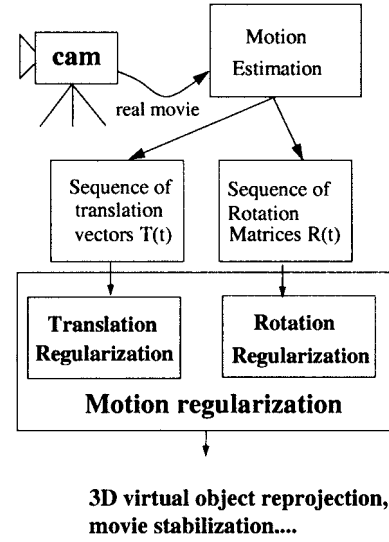 cam
Motion
Estimation
real movie
Sequence of
translation
vectors T(t)
Sequence of
Rotation
Matrices R(t)
Translation
Regularization
Rotation
Regularization
Motion regularization
3D virtual object reprojection,
movie stabilization....